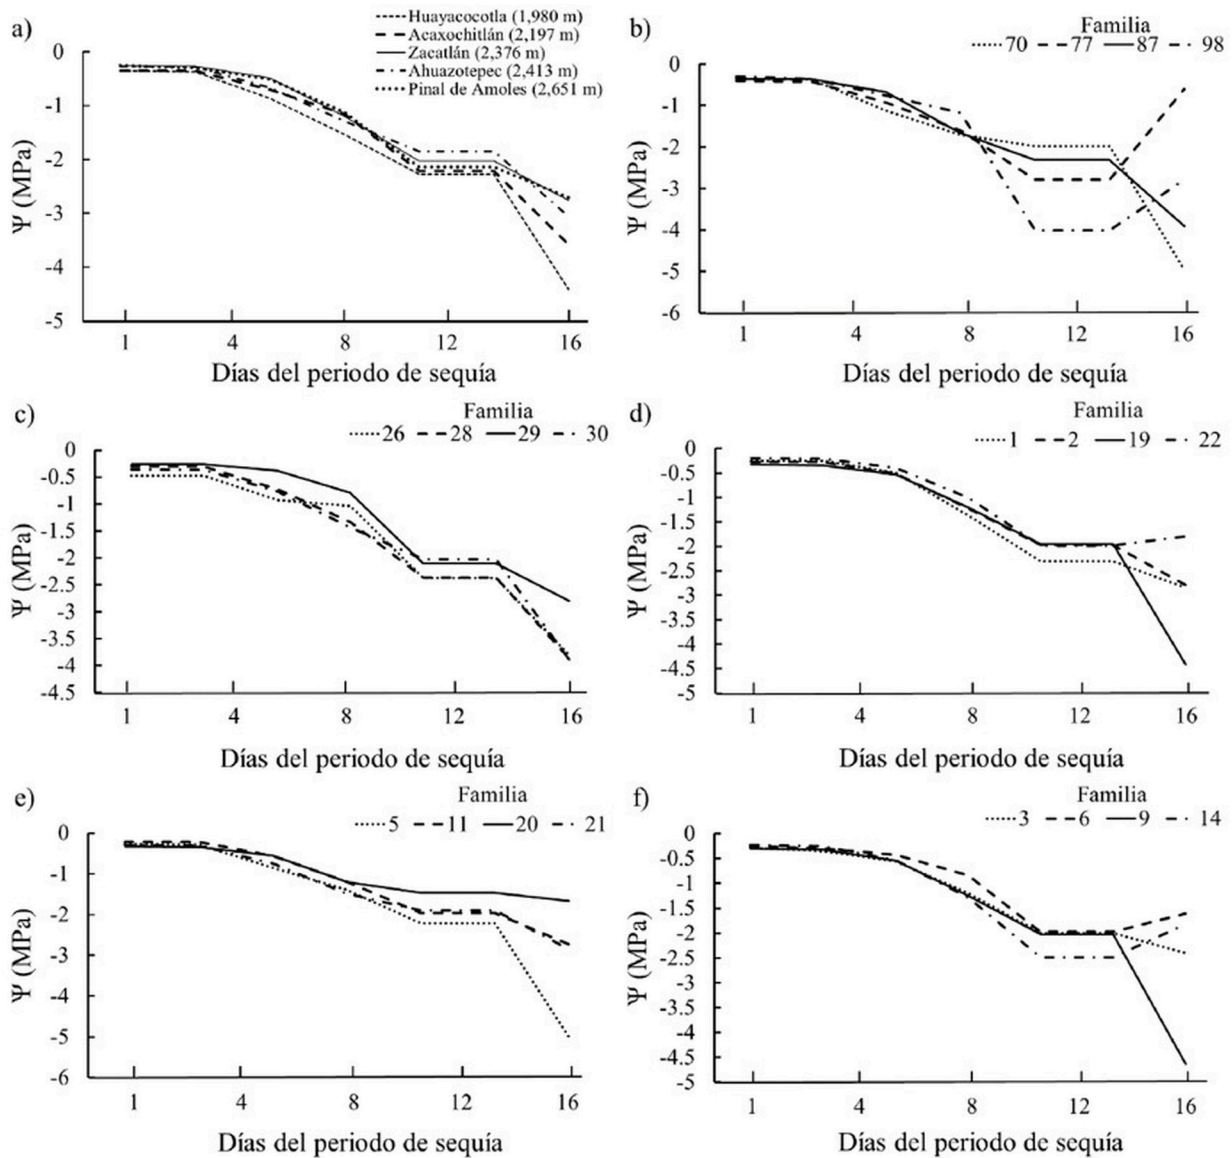 a)
Huayacocotla (1,980 m)
Acaxochitlán (2,197 m)
Zacatlán (2,376 m)
Ahuazotepec (2,413 m)
Pinal de Amoles (2,651 m)
0
-1
-2
-3
-4
-5
Ψ (MPa)
1 4 8 12 16
Días del periodo de sequía
b)
Familia
70 77 87 98
0
-1
-2
-3
-4
-5
-6
Ψ (MPa)
1 4 8 12 16
Días del periodo de sequía
c)
Familia
26 28 29 30
0
-0.5
-1
-1.5
-2
-2.5
-3
-3.5
-4
-4.5
Ψ (MPa)
1 4 8 12 16
Días del periodo de sequía
d)
Familia
1 2 19 22
0
-0.5
-1
-1.5
-2
-2.5
-3
-3.5
-4
-4.5
-5
Ψ (MPa)
1 4 8 12 16
Días del periodo de sequía
e)
Familia
5 11 20 21
0
-1
-2
-3
-4
-5
-6
Ψ (MPa)
1 4 8 12 16
Días del periodo de sequía
f)
Familia
3 6 9 14
0
-0.5
-1
-1.5
-2
-2.5
-3
-3.5
-4
-4.5
-5
Ψ (MPa)
1 4 8 12 16
Días del periodo de sequía